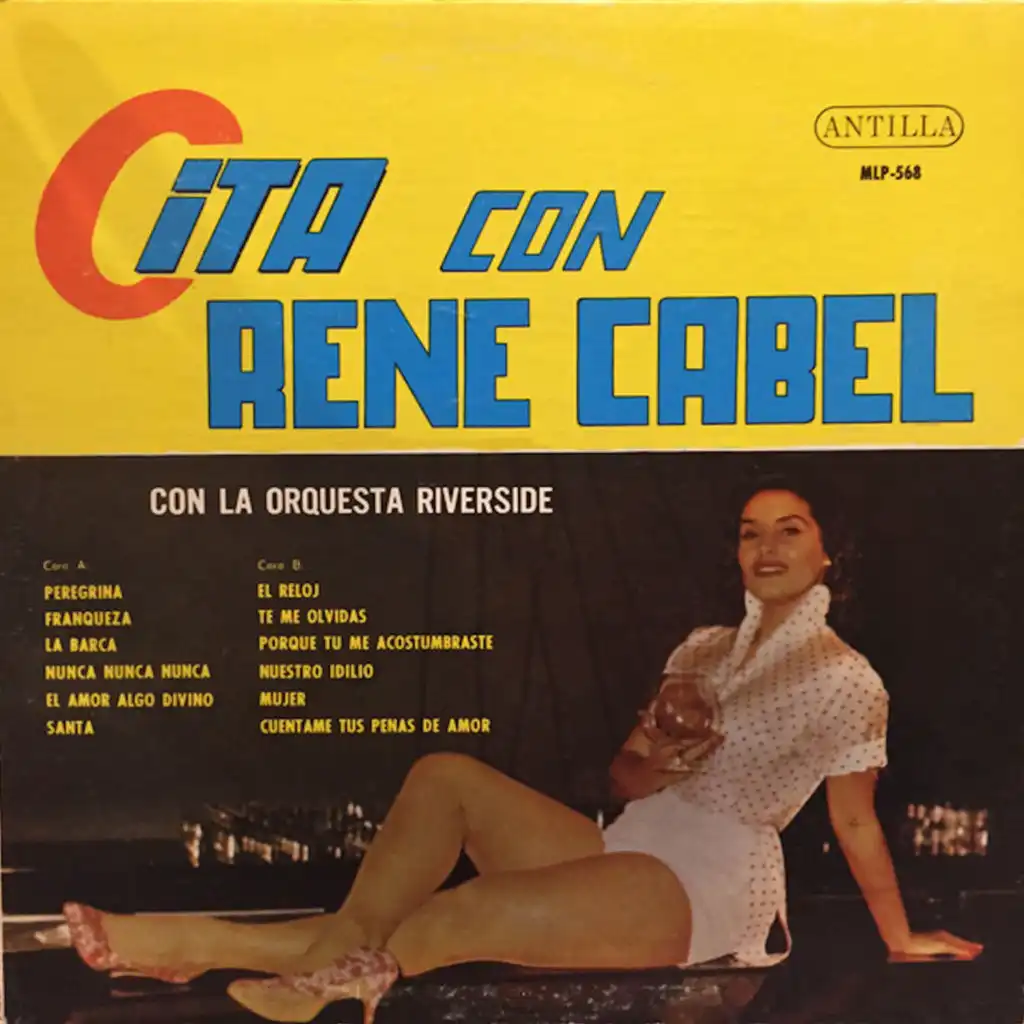 CITA CON
RENE CABEL
ANTILLA
MLP-568
CON LA ORQUESTA RIVERSIDE
Cara A:
PEREGRINA
FRANQUEZA
LA BARCA
NUNCA NUNCA NUNCA
EL AMOR ALGO DIVINO
SANTA
Cara B:
EL RELOJ
TE ME OLVIDAS
PORQUE TU ME ACOSTUMBRASTE
NUESTRO IDILIO
MUJER
CUENTAME TUS PENAS DE AMOR